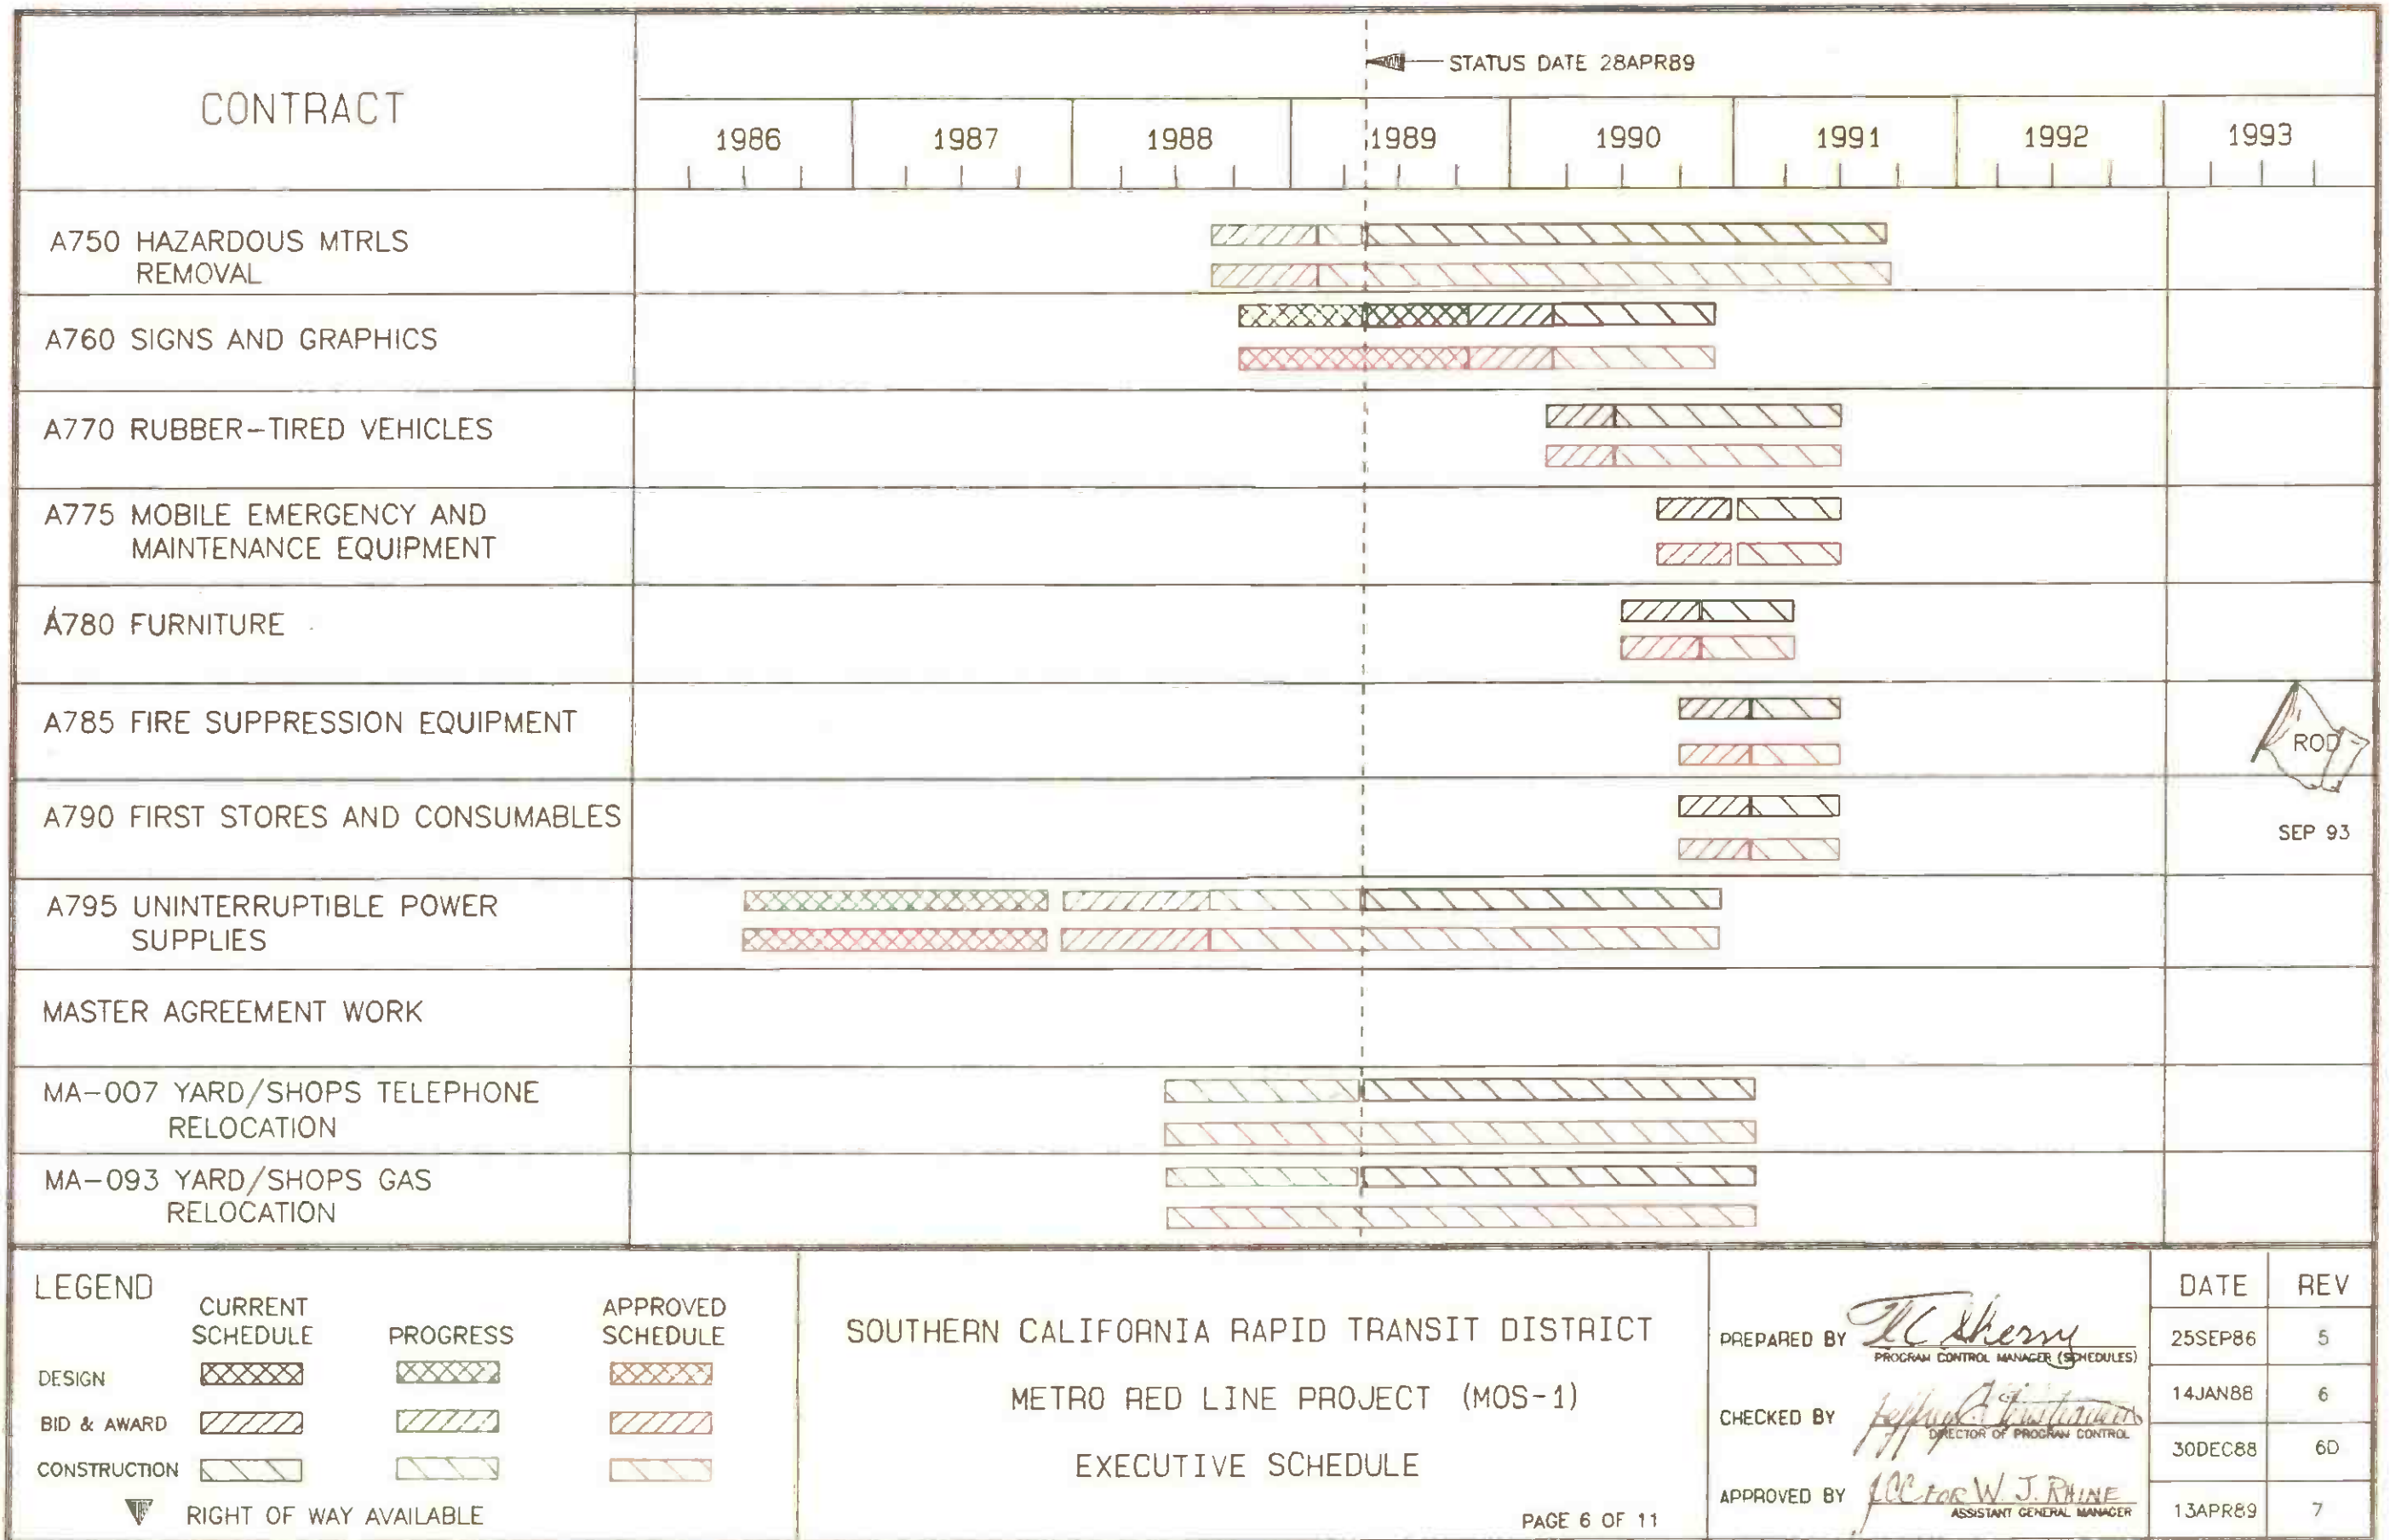 STATUS DATE 28APR89
CONTRACT
1986 1987 1988 1989 1990 1991 1992 1993
A750 HAZARDOUS MTRLS
REMOVAL
A760 SIGNS AND GRAPHICS
A770 RUBBER-TIRED VEHICLES
A775 MOBILE EMERGENCY AND
MAINTENANCE EQUIPMENT
A780 FURNITURE
A785 FIRE SUPPRESSION EQUIPMENT
ROD
A790 FIRST STORES AND CONSUMABLES
SEP 93
A795 UNINTERRUPTIBLE POWER
SUPPLIES
MASTER AGREEMENT WORK
MA-007 YARD/SHOPS TELEPHONE
RELOCATION
MA-093 YARD/SHOPS GAS
RELOCATION
LEGEND
CURRENT
SCHEDULE
PROGRESS
APPROVED
SCHEDULE
DESIGN
BID & AWARD
CONSTRUCTION
RIGHT OF WAY AVAILABLE
SOUTHERN CALIFORNIA RAPID TRANSIT DISTRICT
METRO RED LINE PROJECT (MOS-1)
EXECUTIVE SCHEDULE
PAGE 6 OF 11
PREPARED BY
PROGRAM CONTROL MANAGER (SCHEDULES)
CHECKED BY
DIRECTOR OF PROGRAM CONTROL
APPROVED BY FOR W. J. RHINE
ASSISTANT GENERAL MANAGER
DATE REV
25SEP86 5
14JAN88 6
30DEC88 6D
13APR89 7